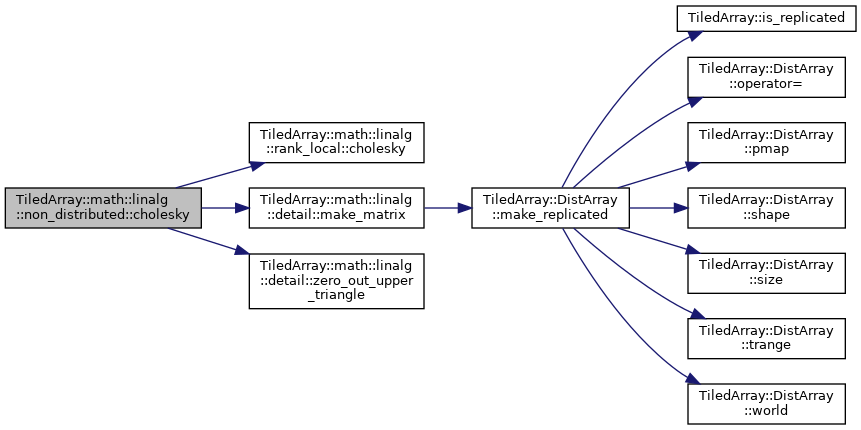 TiledArray::math::linalg
::non_distributed::cholesky
TiledArray::math::linalg
::rank_local::cholesky
TiledArray::math::linalg
::detail::make_matrix
TiledArray::math::linalg
::detail::zero_out_upper
_triangle
TiledArray::DistArray
::make_replicated
TiledArray::is_replicated
TiledArray::DistArray
::operator=
TiledArray::DistArray
::pmap
TiledArray::DistArray
::shape
TiledArray::DistArray
::size
TiledArray::DistArray
::trange
TiledArray::DistArray
::world